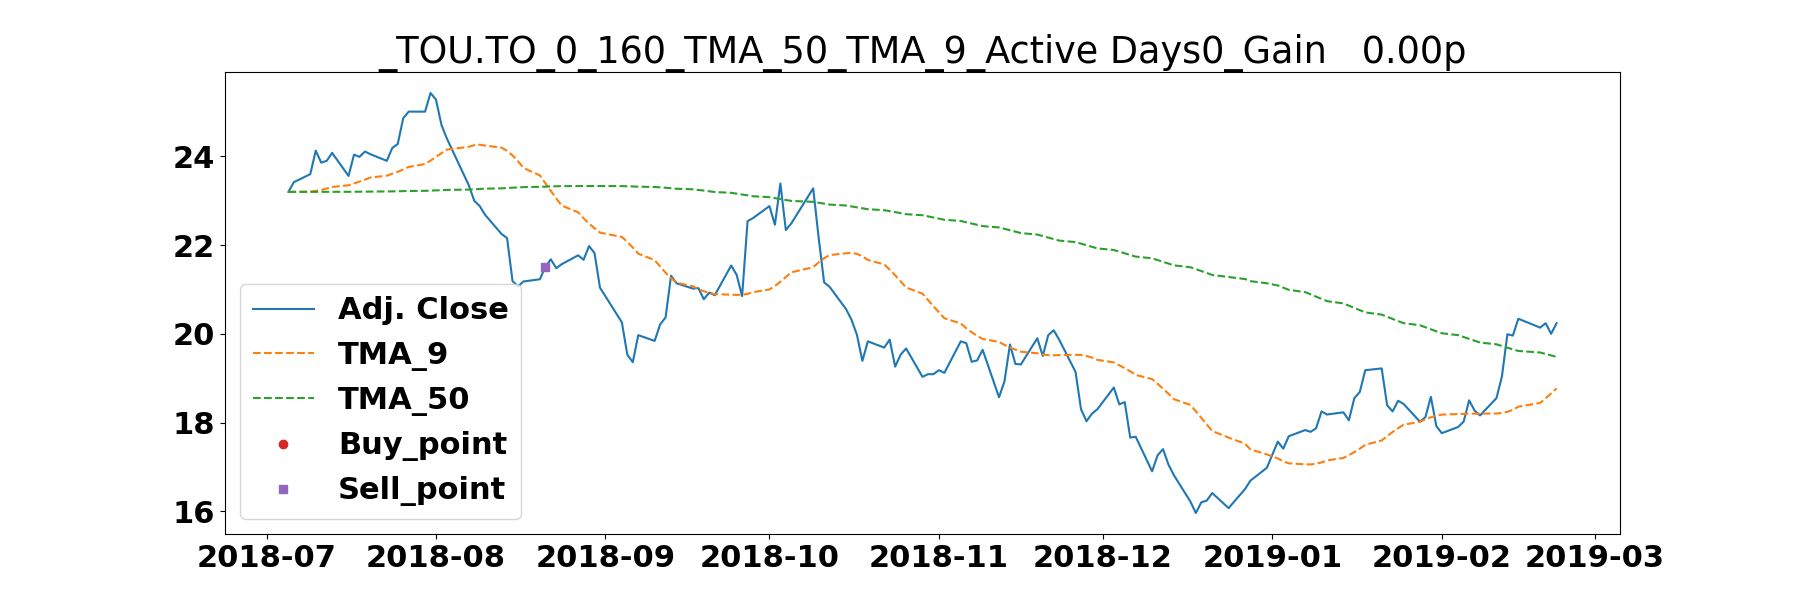 _TOU.TO_0_160_TMA_50_TMA_9_Active Days0_Gain   0.00p
24
22
20
18
16
Adj. Close
TMA_9
TMA_50
Buy_point
Sell_point
2018-07 2018-08 2018-09 2018-10 2018-11 2018-12 2019-01 2019-02 2019-03